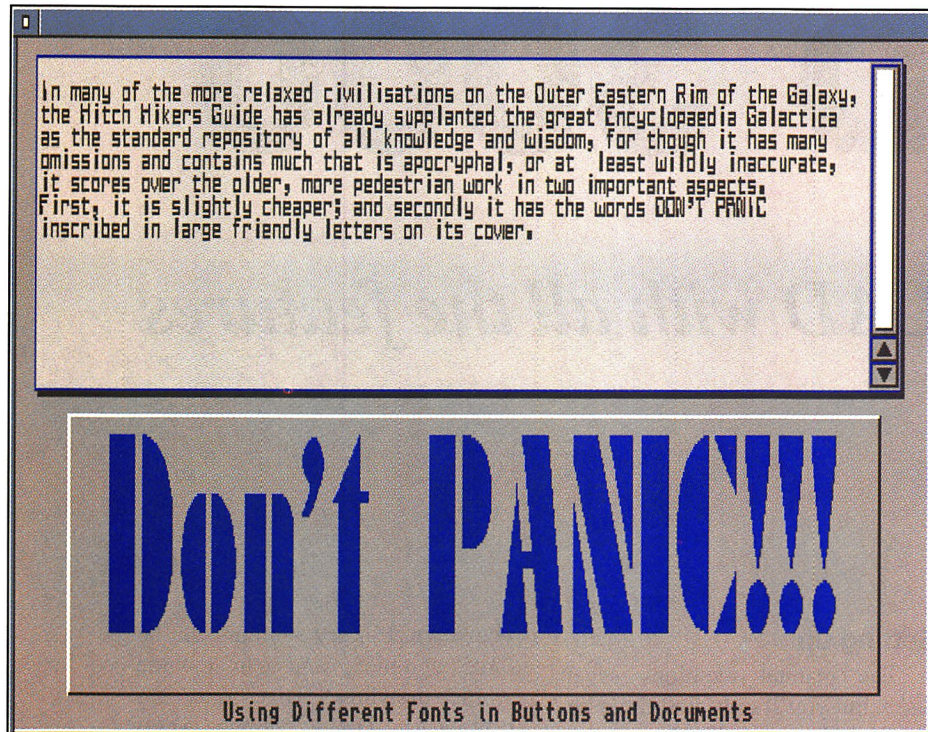 In many of the more relaxed civilisations on the Outer Eastern Rim of the Galaxy,
the Hitch Hikers Guide has already supplanted the great Encyclopaedia Galactica
as the standard repository of all knowledge and wisdom, for though it has many
omissions and contains much that is apocryphal, or at least wildly inaccurate,
it scores over the older, more pedestrian work in two important aspects.
First, it is slightly cheaper; and secondly it has the words DON'T PANIC
inscribed in large friendly letters on its cover.
Don't PANIC!!!
Using Different Fonts in Buttons and Documents